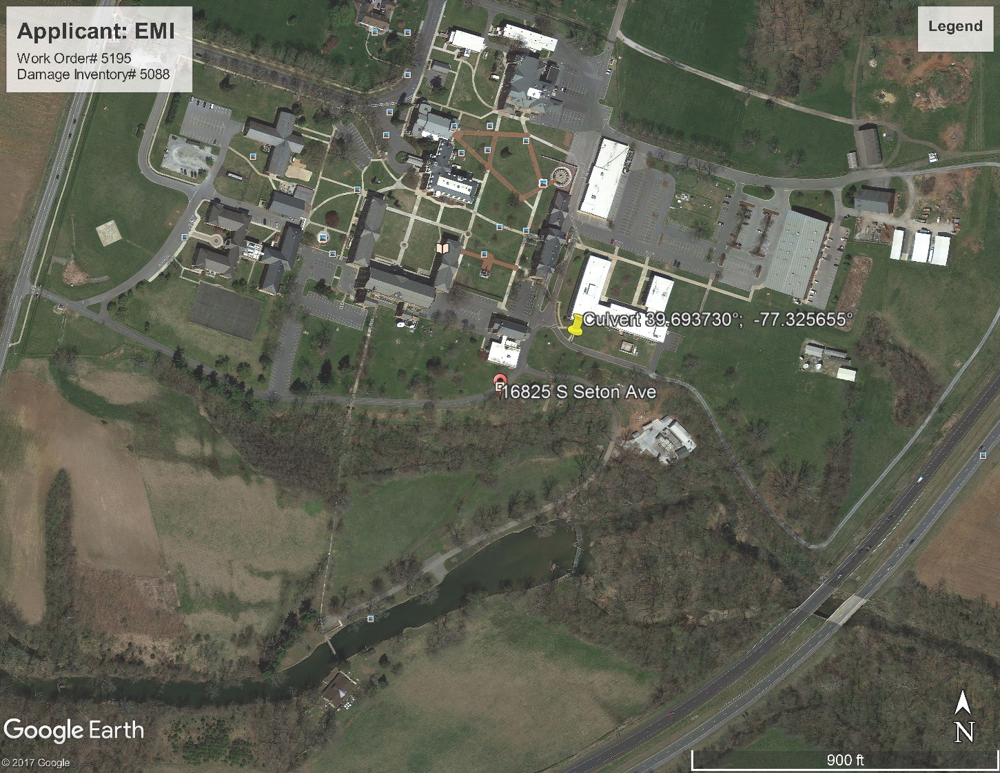 Applicant: EMI
Work Order# 5195
Damage Inventory# 5088
Legend
Culvert 39.693730°;  -77.325655°
16825 S Seton Ave
Google Earth
© 2017 Google
N
900 ft